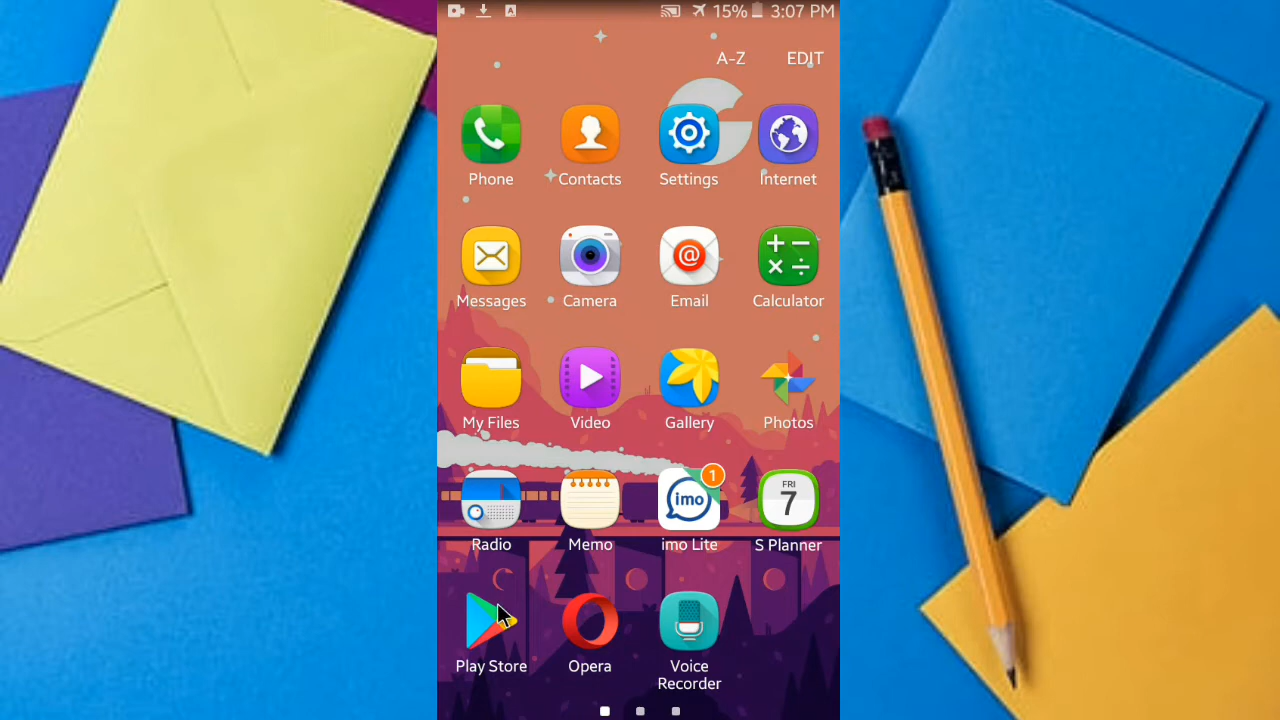 15% 3:07 PM
A-Z EDIT
Phone Contacts Settings Internet
Messages Camera Email Calculator
My Files Video Gallery Photos
imo 1 FRI
7
Radio Memo imo Lite S Planner
Play Store Opera Voice
Recorder